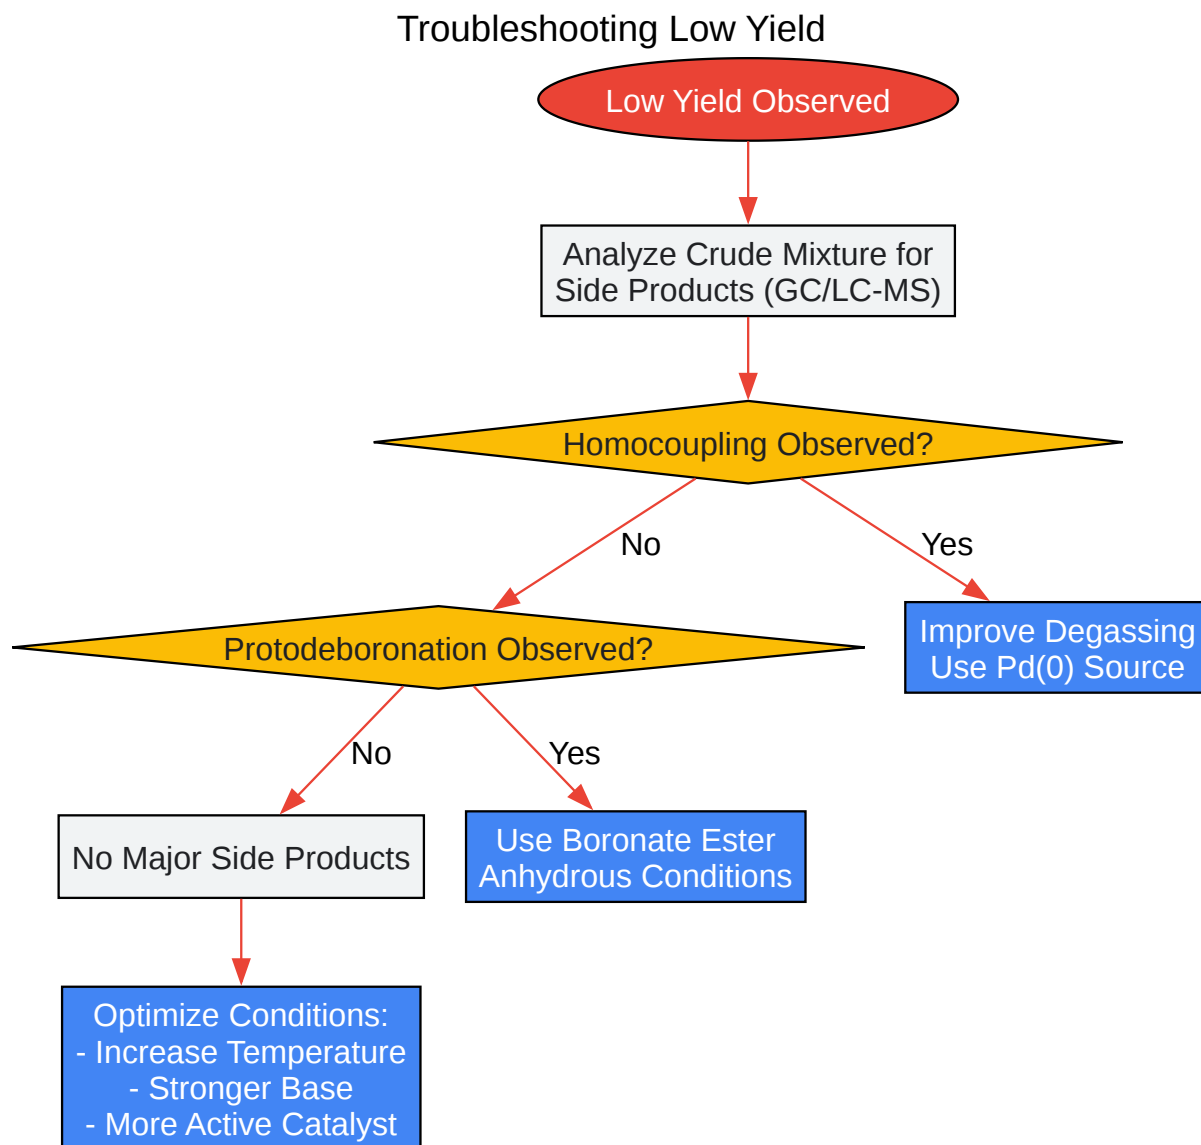 Troubleshooting Low Yield
Low Yield Observed
Analyze Crude Mixture for
Side Products (GC/LC-MS)
Homocoupling Observed?
No
Yes
Protodeboronation Observed?
Improve Degassing
Use Pd(0) Source
No
Yes
No Major Side Products
Use Boronate Ester
Anhydrous Conditions
Optimize Conditions:
- Increase Temperature
- Stronger Base
- More Active Catalyst